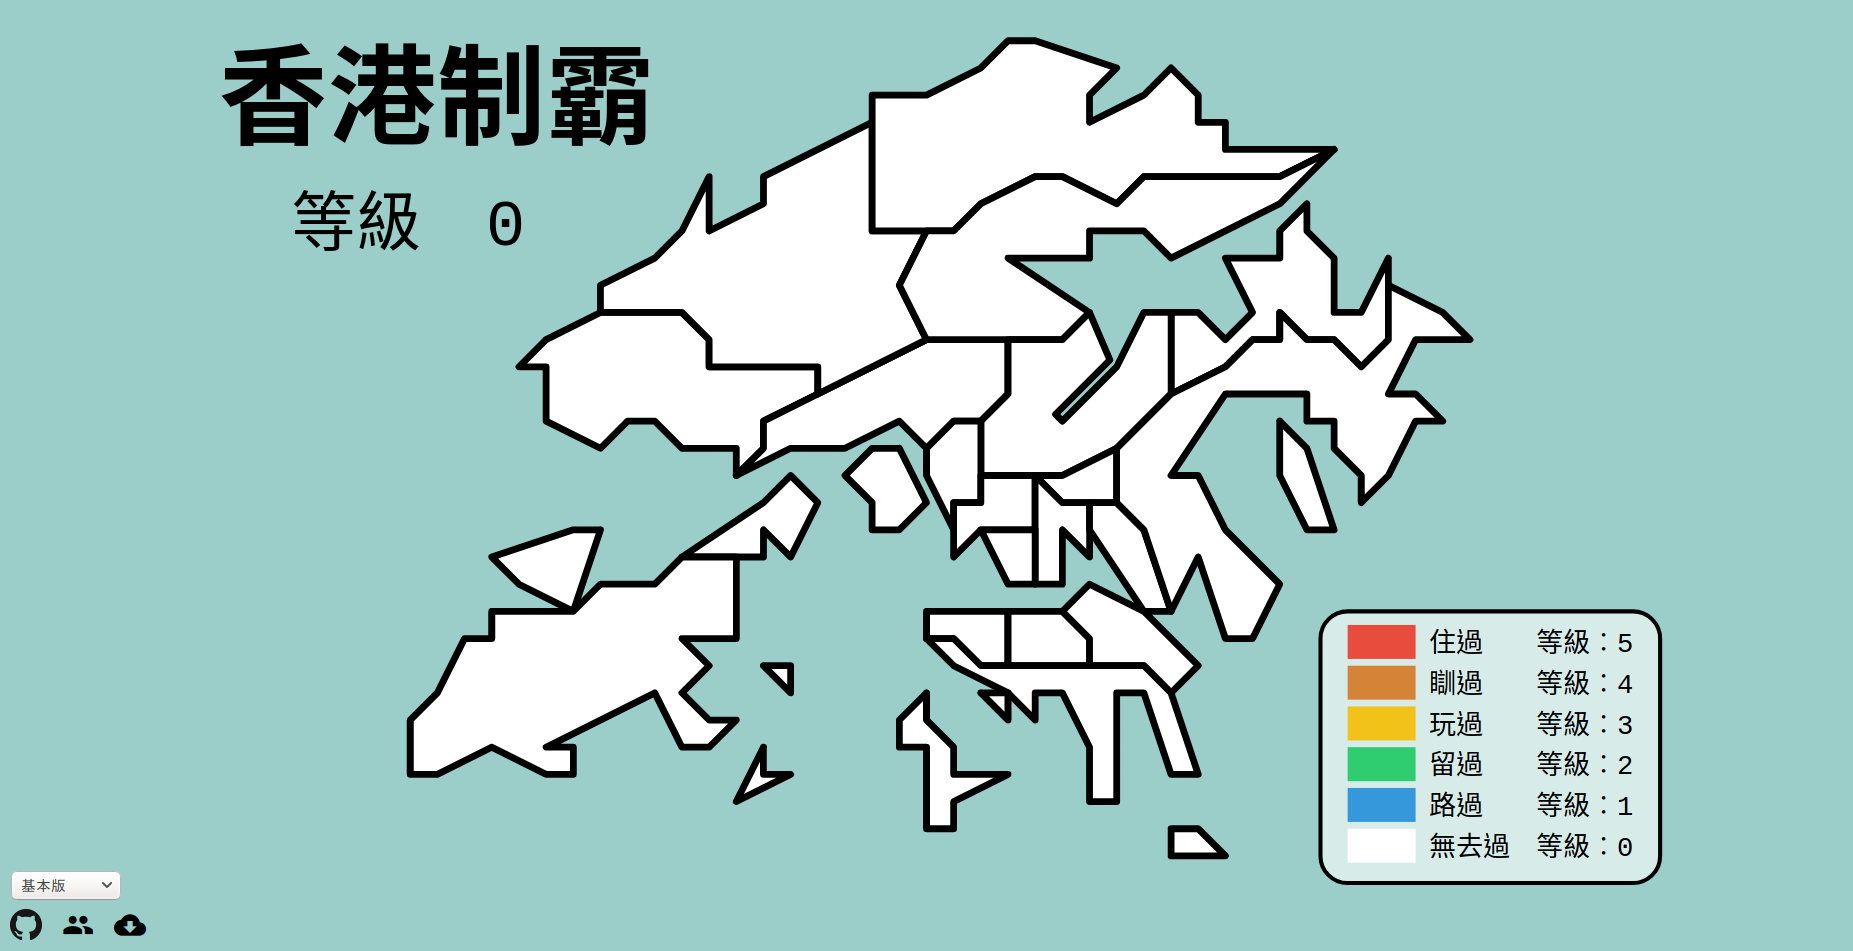 香港制霸
等級 0
住過 等級：5
瞓過 等級：4
玩過 等級：3
留過 等級：2
路過 等級：1
無去過 等級：0
基本版